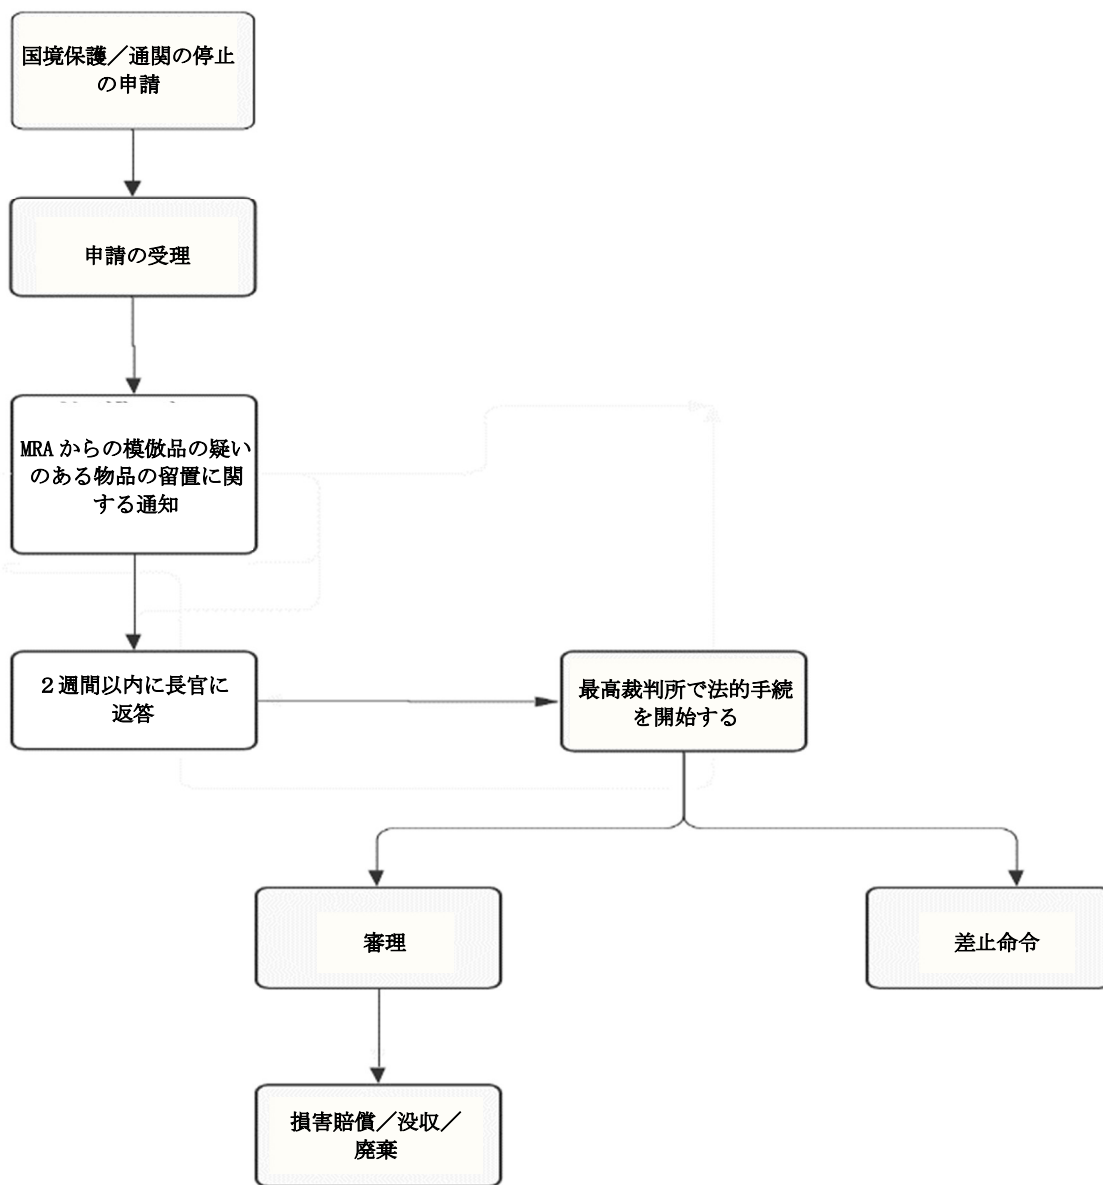 国境保護／通関の停止
の申請
申請の受理
MRA からの模倣品の疑い
のある物品の留置に関
する通知
２週間以内に長官に
返答
最高裁判所で法的手続
を開始する
審理
差止命令
損害賠償／没収／
廃棄